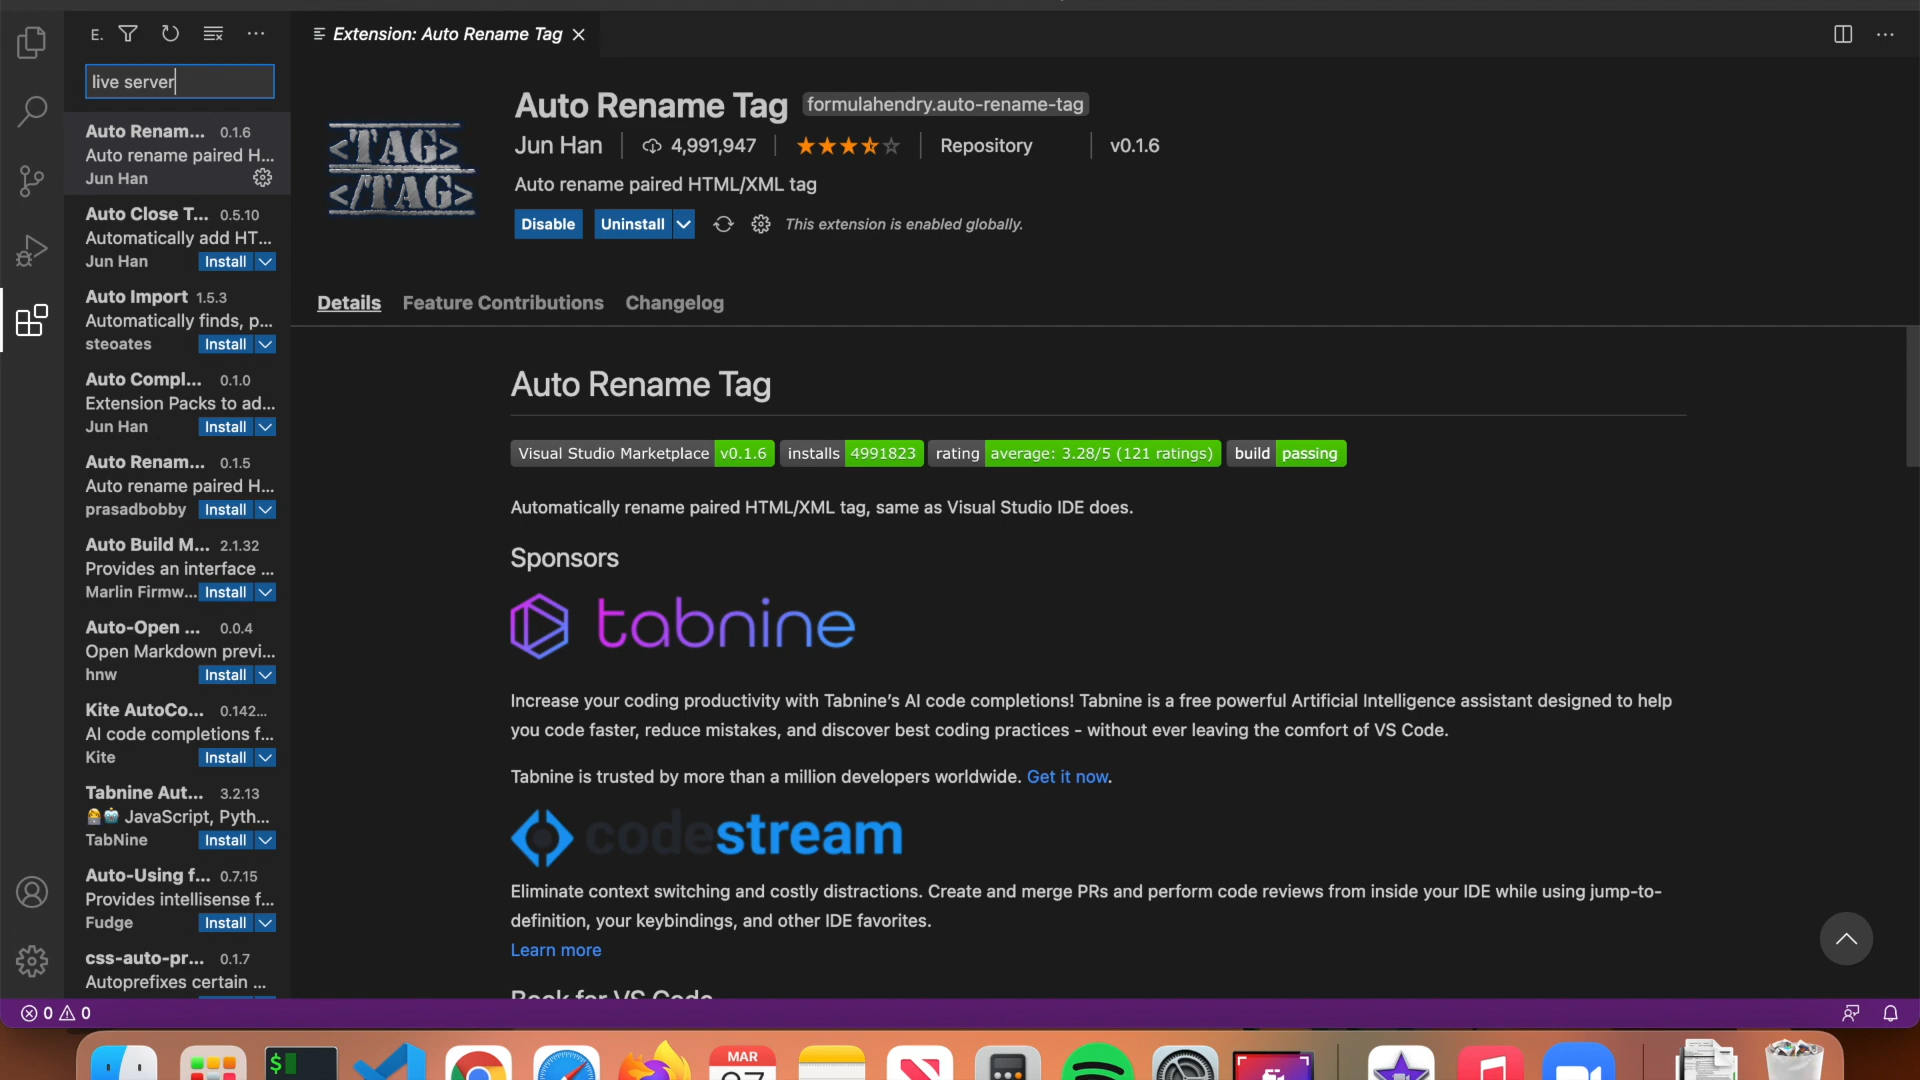 E.
Extension: Auto Rename Tag
live server
Auto Renam... 0.1.6
Auto rename paired H...
Jun Han
Auto Close T... 0.5.10
Automatically add HT...
Jun Han Install
Auto Import 1.5.3
Automatically finds, p...
steoates Install
Auto Compl... 0.1.0
Extension Packs to ad...
Jun Han Install
Auto Renam... 0.1.5
Auto rename paired H...
prasadbobby Install
Auto Build M... 2.1.32
Provides an interface ...
Marlin Firmw... Install
Auto-Open ... 0.0.4
Open Markdown previ...
hnw Install
Kite AutoCo... 0.142...
AI code completions f...
Kite Install
Tabnine Aut... 3.2.13
JavaScript, Pyth...
TabNine Install
Auto-Using f... 0.7.15
Provides intellisense f...
Fudge Install
css-auto-pr... 0.1.7
Autoprefixes certain ...
<TAG>
</TAG>
Auto Rename Tag formulahendry.auto-rename-tag
Jun Han 4,991,947 Repository v0.1.6
Auto rename paired HTML/XML tag
Disable Uninstall This extension is enabled globally.
Details Feature Contributions Changelog
Auto Rename Tag
Visual Studio Marketplace v0.1.6 installs 4991823 rating average: 3.28/5 (121 ratings) build passing
Automatically rename paired HTML/XML tag, same as Visual Studio IDE does.
Sponsors
tabnine
Increase your coding productivity with Tabnine’s AI code completions! Tabnine is a free powerful Artificial Intelligence assistant designed to help
you code faster, reduce mistakes, and discover best coding practices - without ever leaving the comfort of VS Code.
Tabnine is trusted by more than a million developers worldwide. Get it now.
codestream
Eliminate context switching and costly distractions. Create and merge PRs and perform code reviews from inside your IDE while using jump-to-
definition, your keybindings, and other IDE favorites.
Learn more
Book for VS Code
0 0
$
MAR